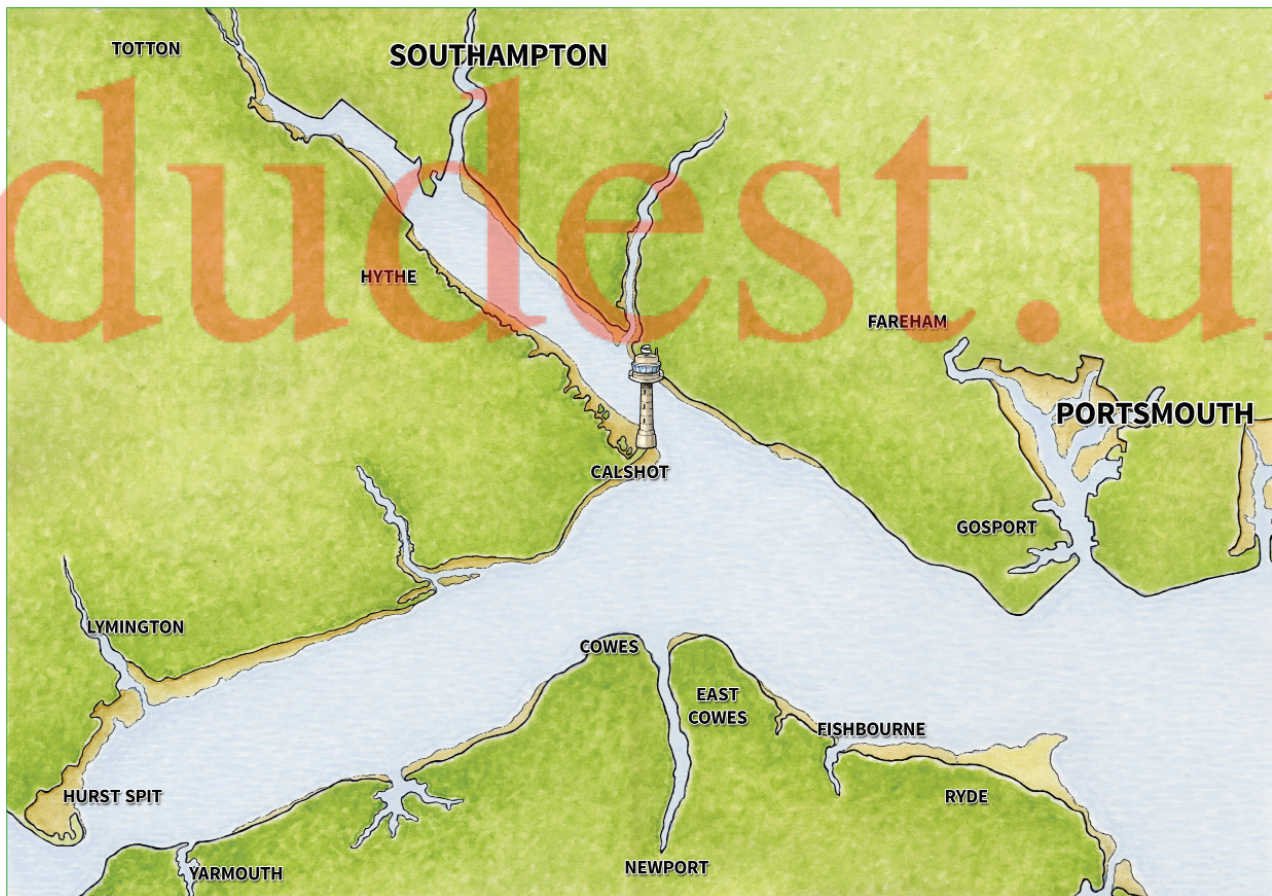 TOTTON
SOUTHAMPTON
dudest.u
HYTHE
FAREHAM
PORTSMOUTH
CALSHOT
GOSPORT
LYMINGTON
COWES
EAST
COWES
FISHBOURNE
HURST SPIT
RYDE
YARMOUTH
NEWPORT